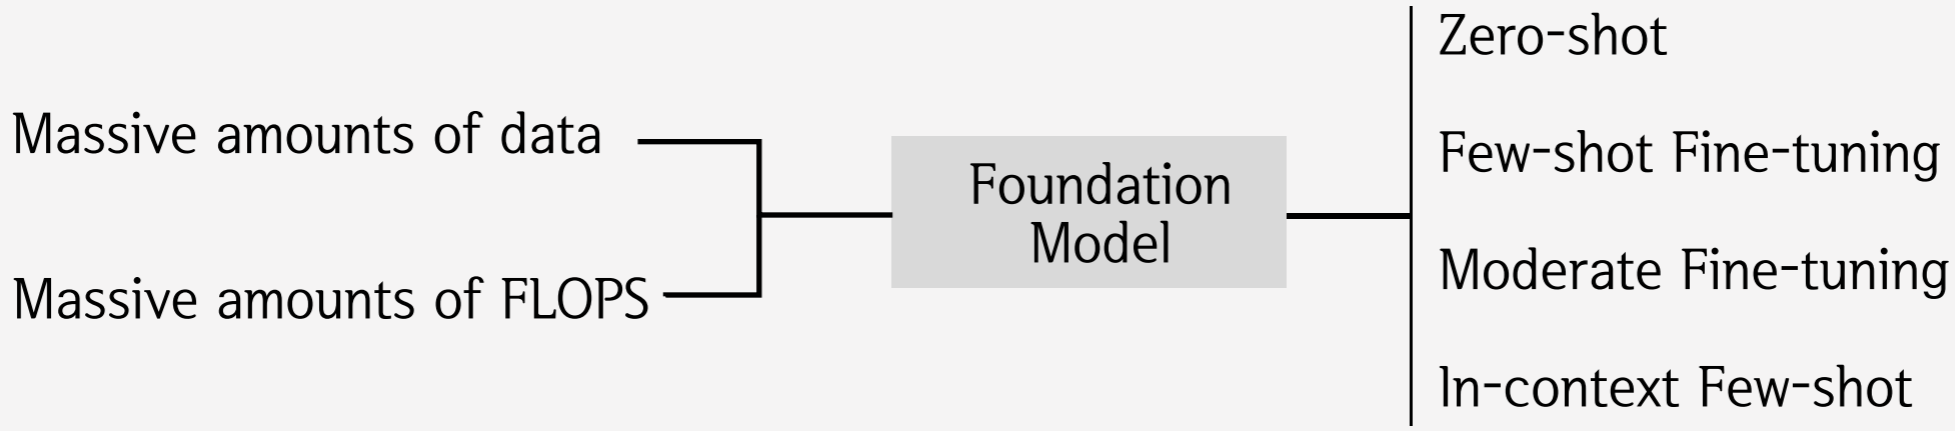 Massive amounts of data
Massive amounts of FLOPS
Foundation
Model
Zero-shot
Few-shot Fine-tuning
Moderate Fine-tuning
In-context Few-shot